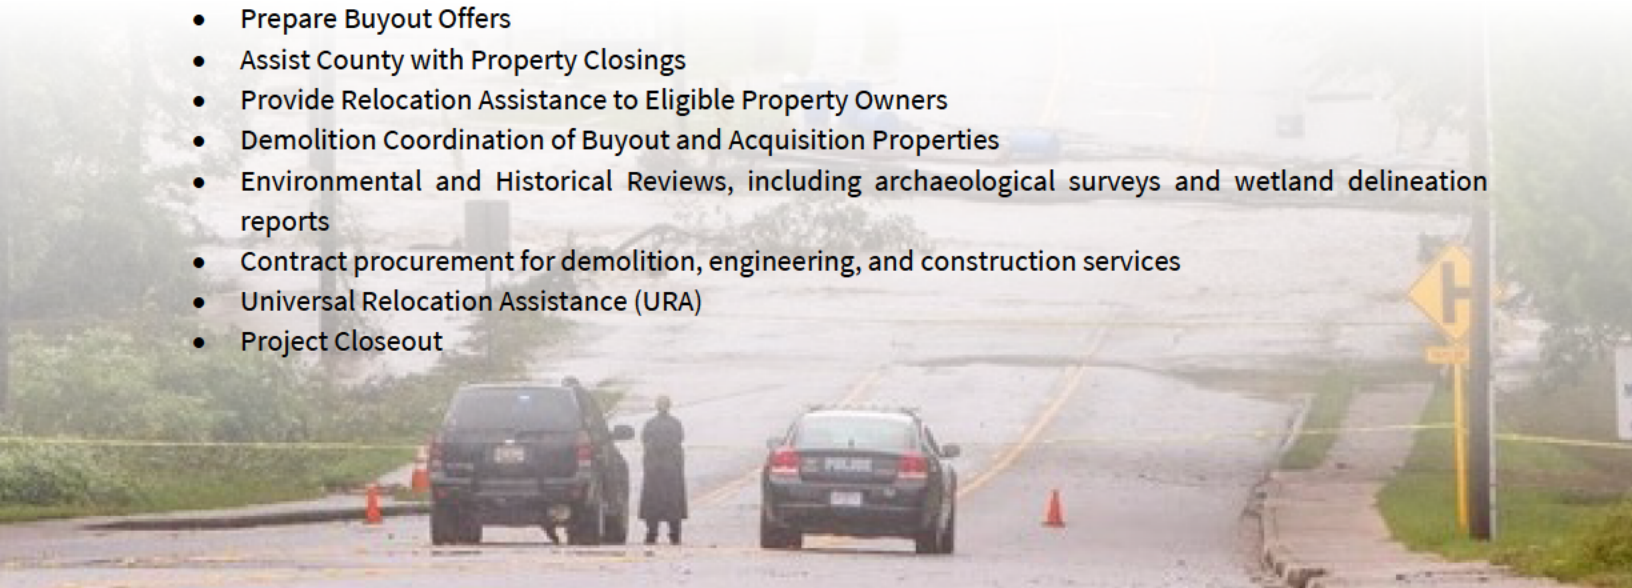 • Prepare Buyout Offers
• Assist County with Property Closings
• Provide Relocation Assistance to Eligible Property Owners
• Demolition Coordination of Buyout and Acquisition Properties
• Environmental and Historical Reviews, including archaeological surveys and wetland delineation
reports
• Contract procurement for demolition, engineering, and construction services
• Universal Relocation Assistance (URA)
• Project Closeout
POLICE